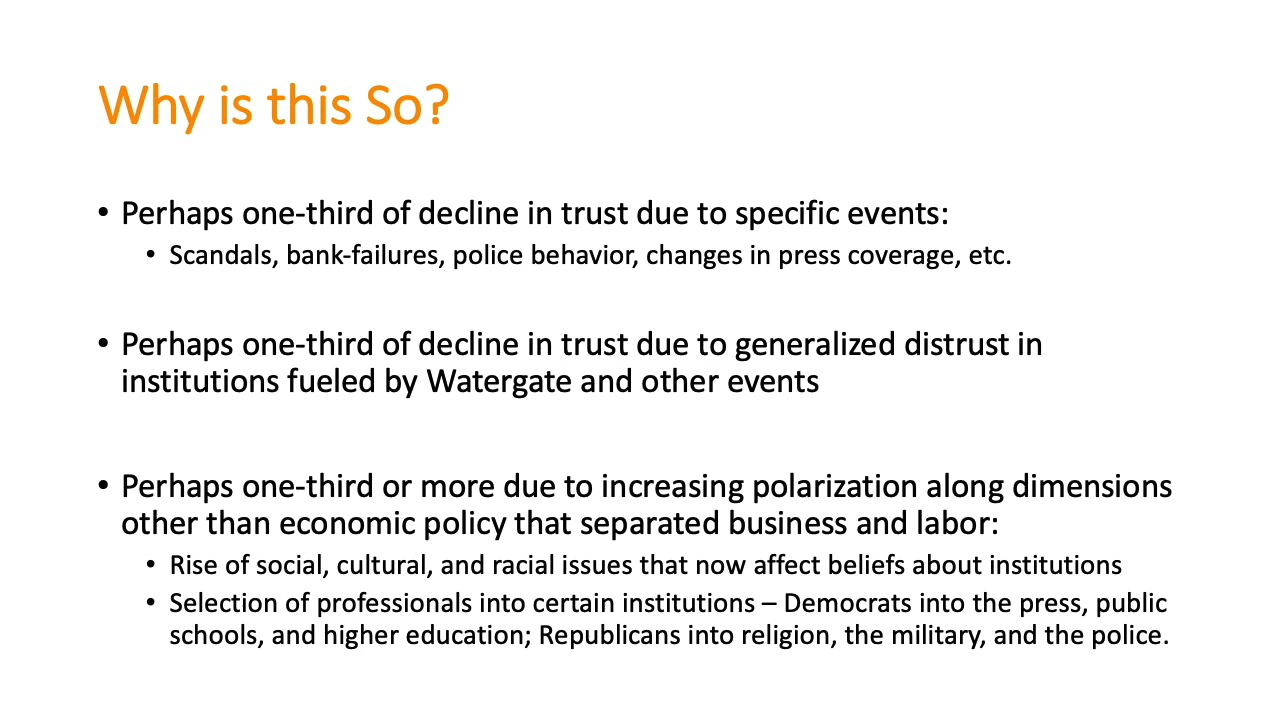 Why is this So?
• Perhaps one-third of decline in trust due to specific events:
• Scandals, bank-failures, police behavior, changes in press coverage, etc.
• Perhaps one-third of decline in trust due to generalized distrust in
institutions fueled by Watergate and other events
• Perhaps one-third or more due to increasing polarization along dimensions
other than economic policy that separated business and labor:
• Rise of social, cultural, and racial issues that now affect beliefs about institutions
• Selection of professionals into certain institutions – Democrats into the press, public
schools, and higher education; Republicans into religion, the military, and the police.